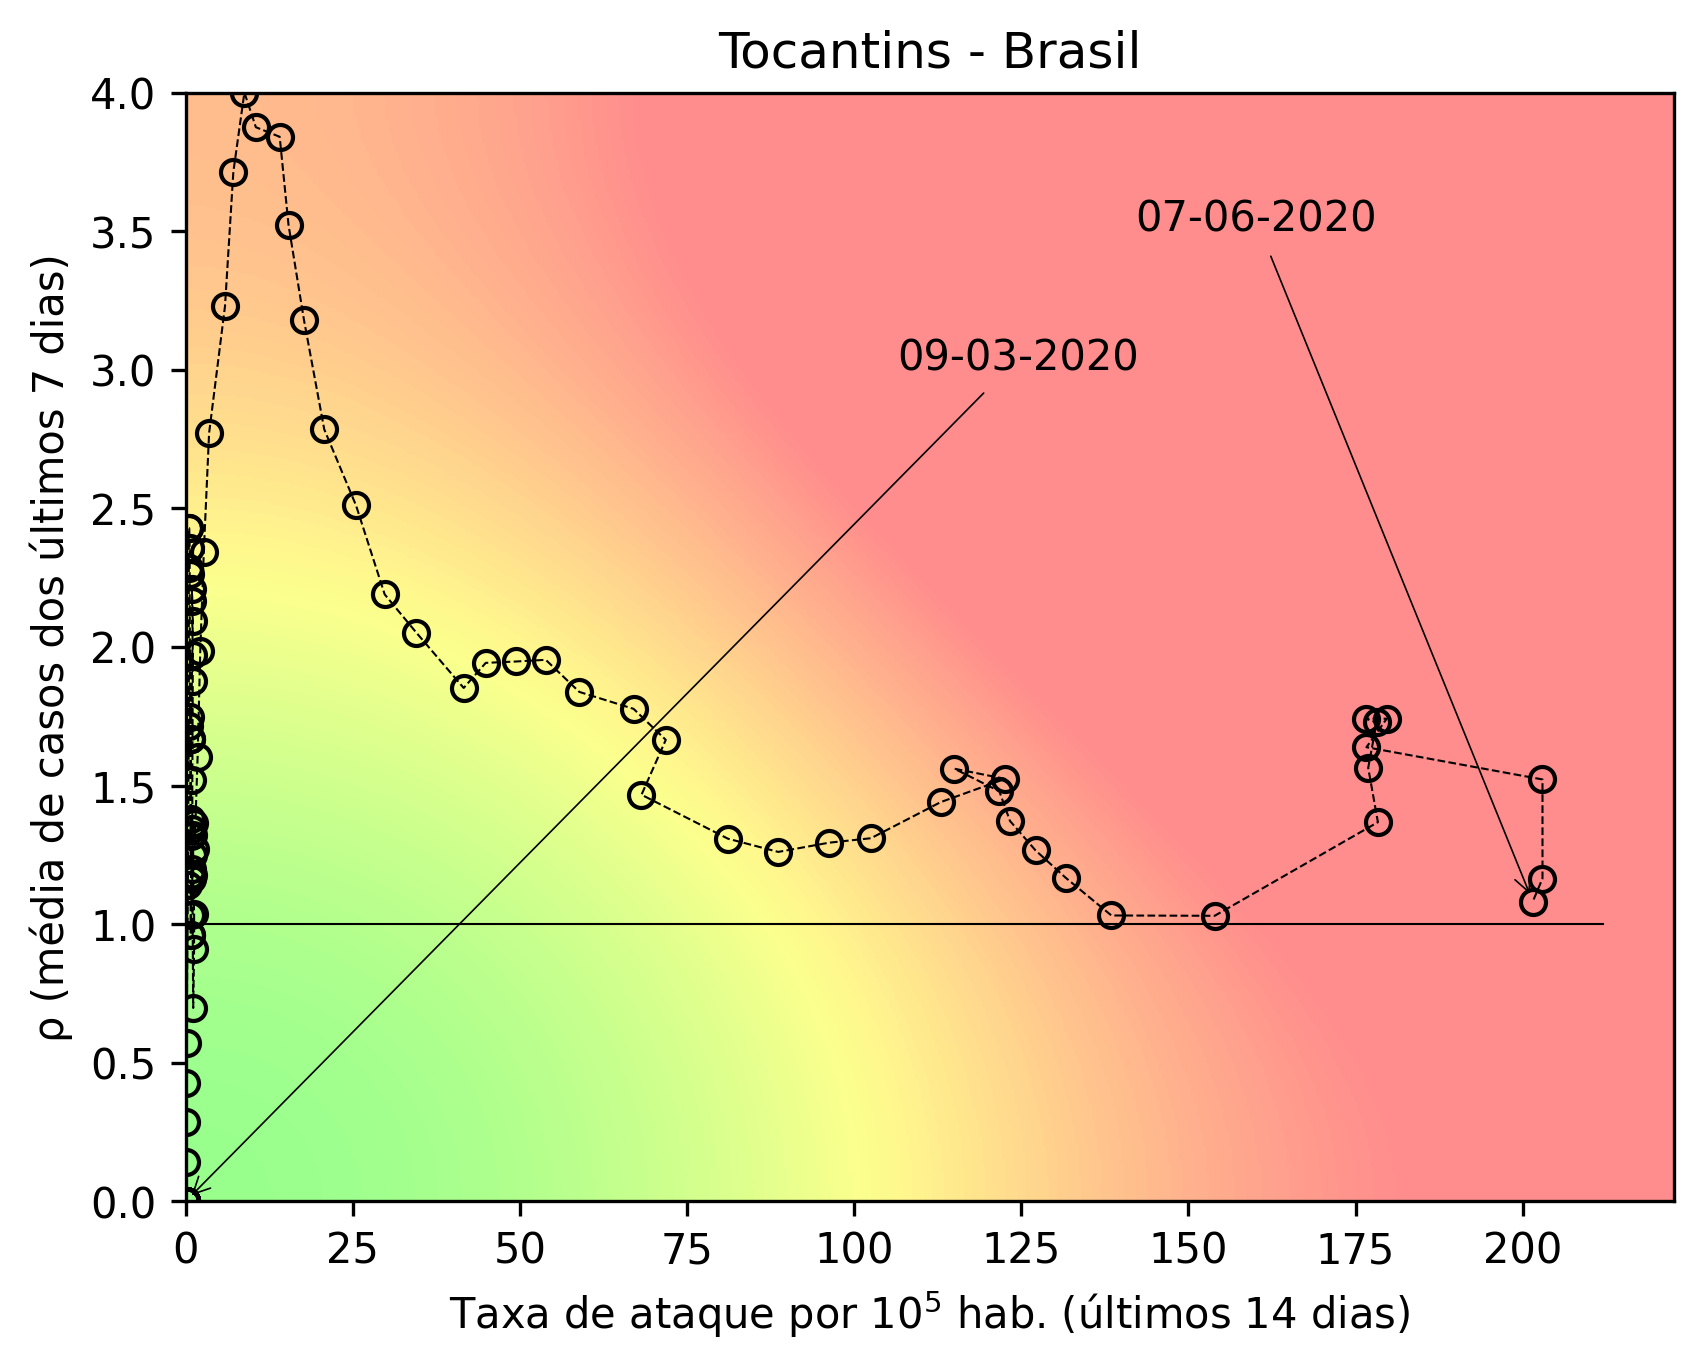 Tocantins - Brasil
4.0
3.5
3.0
2.5
2.0
1.5
1.0
0.5
0.0
ρ (média de casos dos últimos 7 dias)
07-06-2020
09-03-2020
0 25 50 75 100 125 150 175 200
Taxa de ataque por 10⁵ hab. (últimos 14 dias)